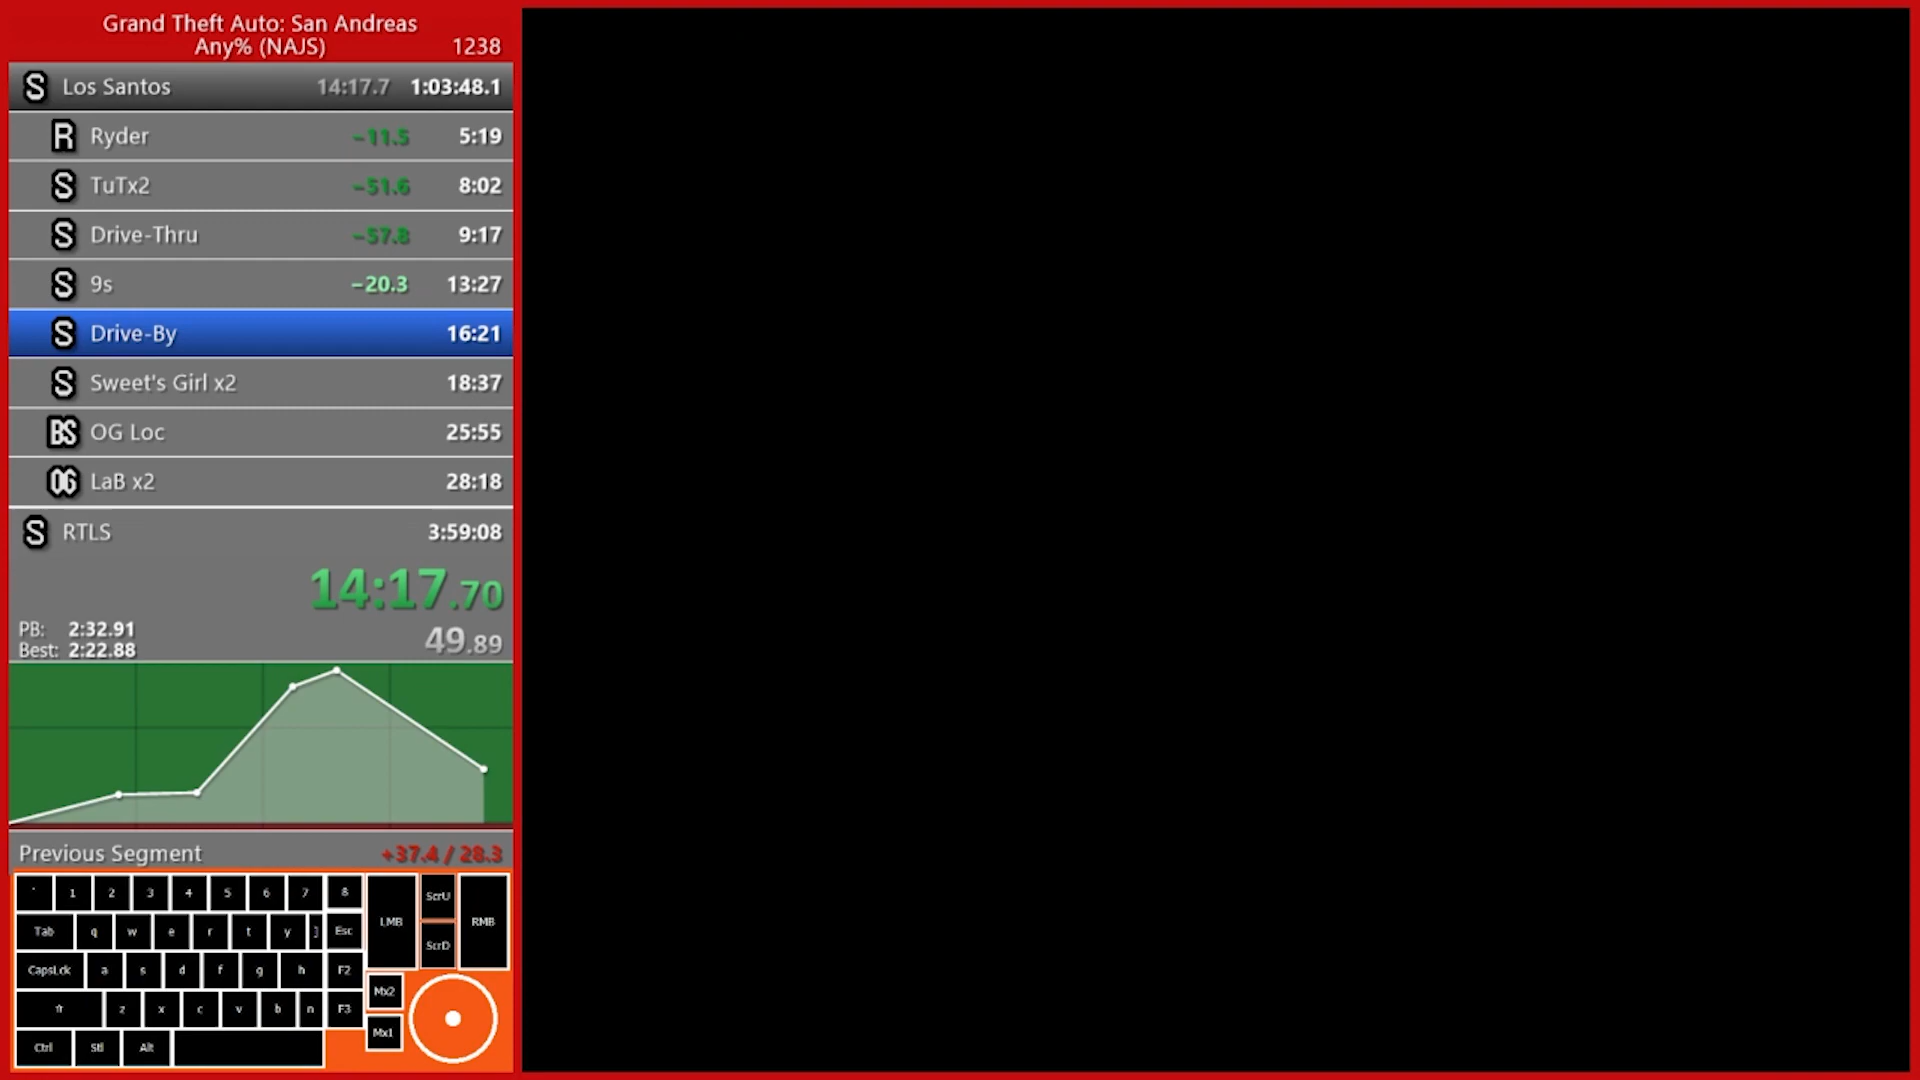 Grand Theft Auto: San Andreas
Any% (NAJS) 1238
S Los Santos 14:17.7 1:03:48.1
R Ryder -11.5 5:19
S TuTx2 -51.6 8:02
S Drive-Thru -57.8 9:17
S 9s -20.3 13:27
S Drive-By 16:21
S Sweet's Girl x2 18:37
BS OG Loc 25:55
OG LaB x2 28:18
S RTLS 3:59:08
14:17.70
PB: 2:32.91
Best: 2:22.88
49.89
Previous Segment +37.4 / 28.3
` 1 2 3 4 5 6 7 8 LMB ScrU RMB
Tab q w e r t y ] Esc ScrD
CapsLck a s d f g h F2 Mx2
⇧ z x c v b n F3 Mx1
Ctrl Stl Alt